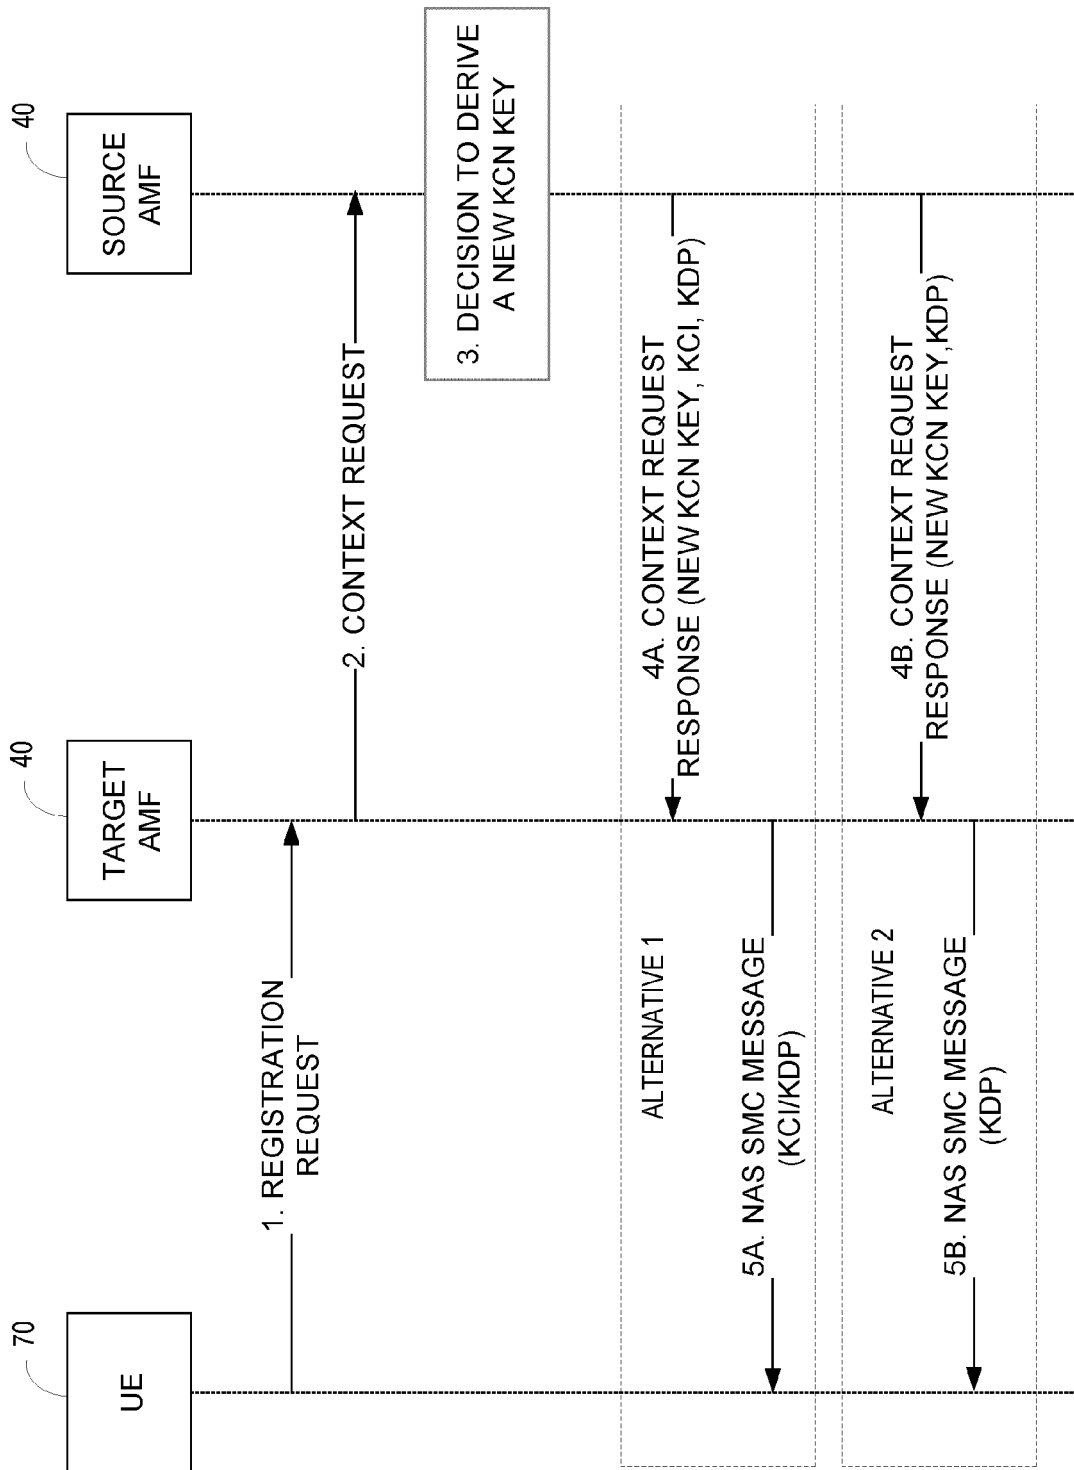 70
UE
40
TARGET
AMF
40
SOURCE
AMF
1. REGISTRATION
REQUEST
2. CONTEXT REQUEST
3. DECISION TO DERIVE
A NEW KCN KEY
ALTERNATIVE 1
4A. CONTEXT REQUEST
RESPONSE (NEW KCN KEY, KCI, KDP)
5A. NAS SMC MESSAGE
(KCI/KDP)
ALTERNATIVE 2
4B. CONTEXT REQUEST
RESPONSE (NEW KCN KEY,KDP)
5B. NAS SMC MESSAGE
(KDP)